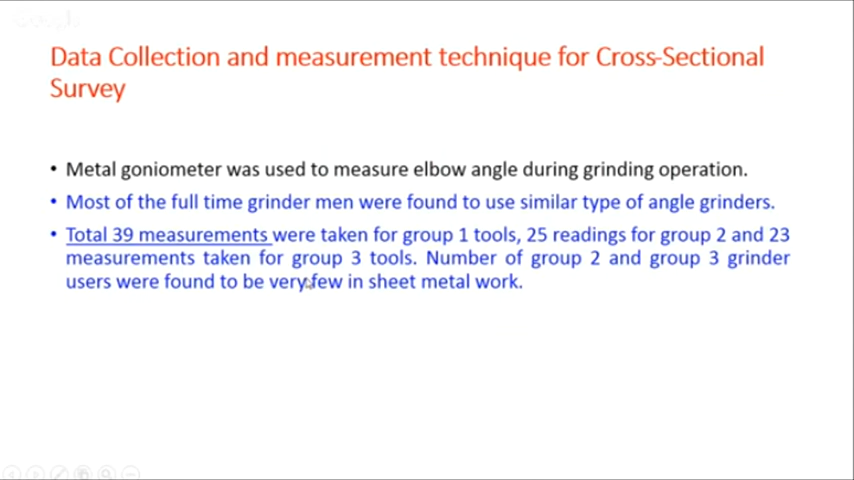 Data Collection and measurement technique for Cross-Sectional
Survey
• Metal goniometer was used to measure elbow angle during grinding operation.
• Most of the full time grinder men were found to use similar type of angle grinders.
• Total 39 measurements were taken for group 1 tools, 25 readings for group 2 and 23
measurements taken for group 3 tools. Number of group 2 and group 3 grinder
users were found to be very few in sheet metal work.